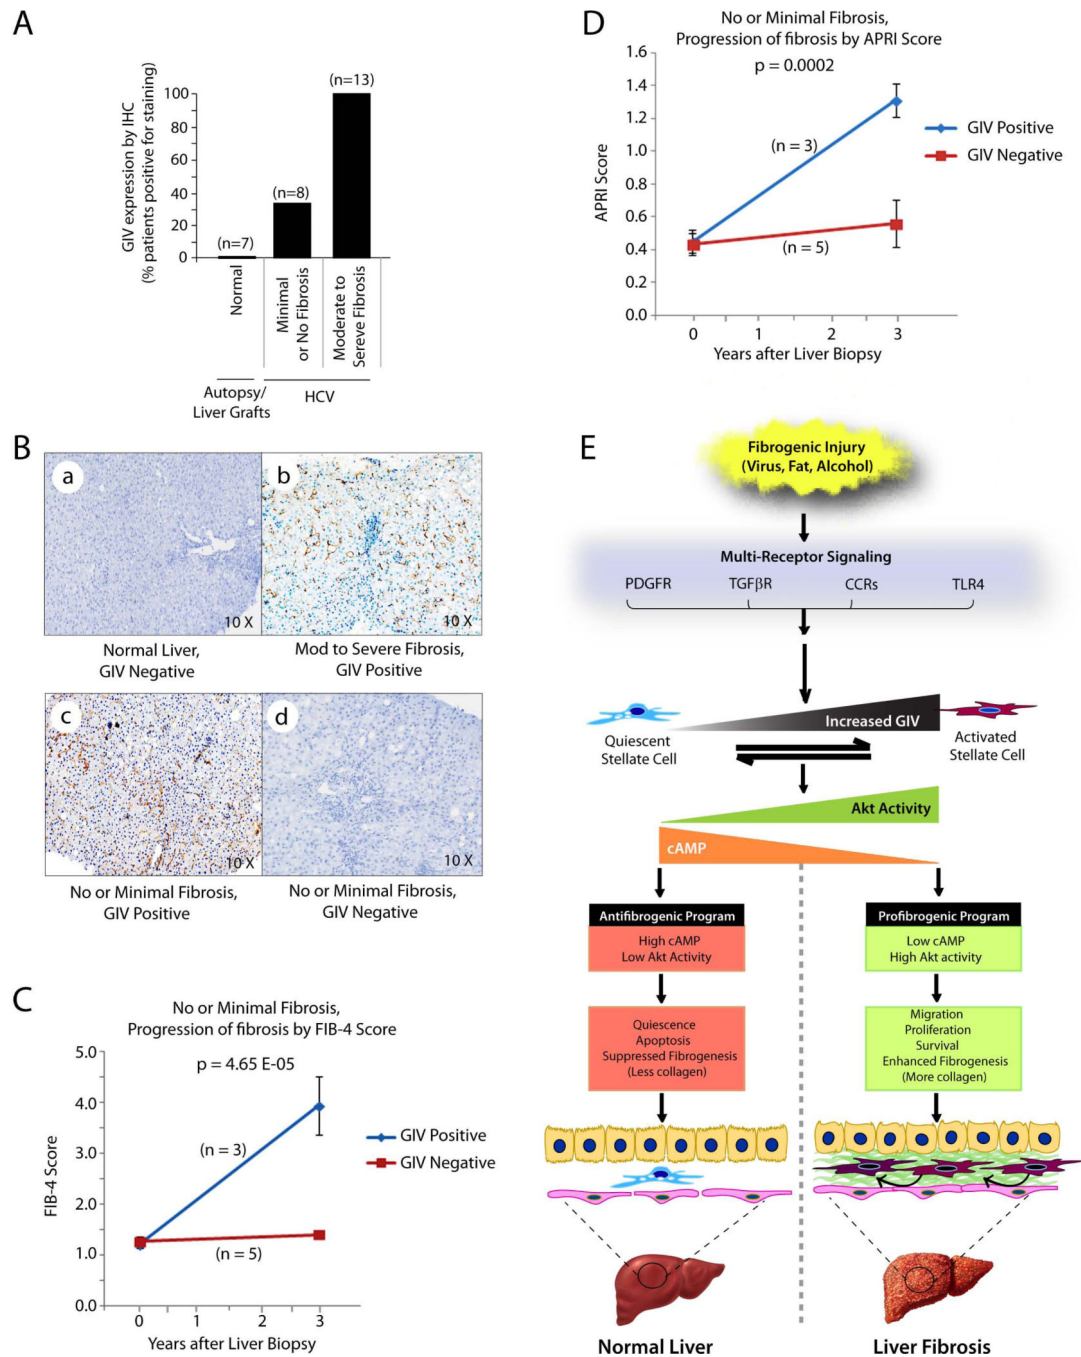 A
GIV expression by IHC
(% patients positive for staining)
100
80
60
40
20
0
(n=7)
(n=8)
(n=13)
Normal
Minimal
or No Fibrosis
Moderate to
Sereve Fibrosis
Autopsy/
Liver Grafts
HCV
B
a
10 X
b
10 X
Normal Liver,
GIV Negative
Mod to Severe Fibrosis,
GIV Positive
c
10 X
d
10 X
No or Minimal Fibrosis,
GIV Positive
No or Minimal Fibrosis,
GIV Negative
C
No or Minimal Fibrosis,
Progression of fibrosis by FIB-4 Score
p = 4.65 E-05
FIB-4 Score
5.0
4.0
3.0
2.0
1.0
0.0
(n = 3)
(n = 5)
GIV Positive
GIV Negative
0 1 2 3
Years after Liver Biopsy
D
No or Minimal Fibrosis,
Progression of fibrosis by APRI Score
p = 0.0002
APRI Score
1.6
1.4
1.2
1.0
0.8
0.6
0.4
0.2
0.0
(n = 3)
(n = 5)
GIV Positive
GIV Negative
0 1 2 3
Years after Liver Biopsy
E
Fibrogenic Injury
(Virus, Fat, Alcohol)
Multi-Receptor Signaling
PDGFR TGFβR CCRs TLR4
Increased GIV
Quiescent
Stellate Cell
Activated
Stellate Cell
Akt Activity
cAMP
Antifibrogenic Program
High cAMP
Low Akt Activity
Quiescence
Apoptosis
Suppressed Fibrogenesis
(Less collagen)
Normal Liver
Profibrogenic Program
Low cAMP
High Akt activity
Migration
Proliferation
Survival
Enhanced Fibrogenesis
(More collagen)
Liver Fibrosis